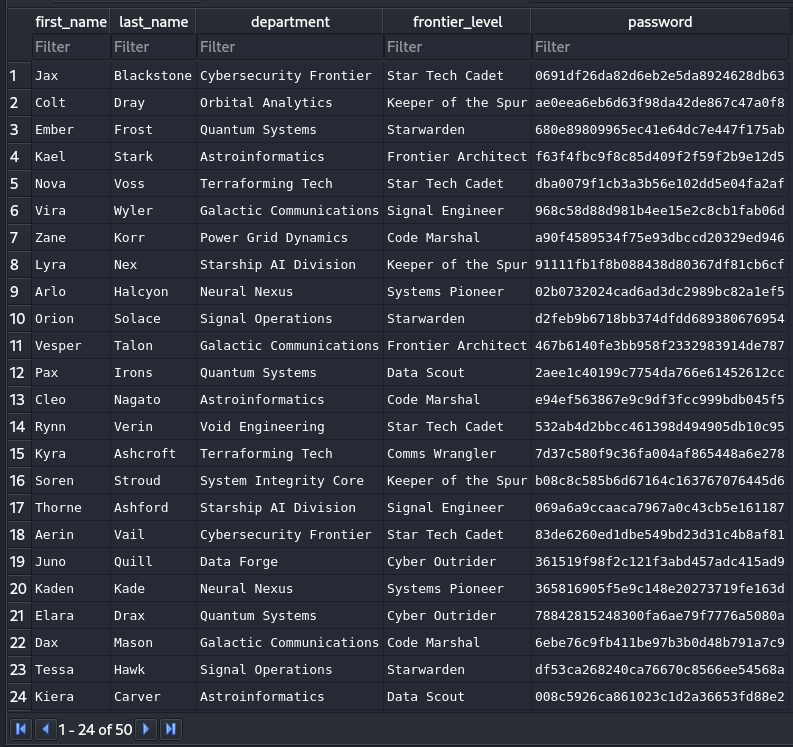 first_name last_name department frontier_level password
Filter Filter Filter Filter Filter
1 Jax Blackstone Cybersecurity Frontier Star Tech Cadet 0691df26da82d6eb2e5da8924628db63
2 Colt Dray Orbital Analytics Keeper of the Spur ae0eea6eb6d63f98da42de867c47a0f8
3 Ember Frost Quantum Systems Starwarden 680e89809965ec41e64dc7e447f175ab
4 Kael Stark Astroinformatics Frontier Architect f63f4fbc9f8c85d409f2f59f2b9e12d5
5 Nova Voss Terraforming Tech Star Tech Cadet dba0079f1cb3a3b56e102dd5e04fa2af
6 Vira Wyler Galactic Communications Signal Engineer 968c58d88d981b4ee15e2c8cb1fab06d
7 Zane Korr Power Grid Dynamics Code Marshal a90f4589534f75e93dbccd20329ed946
8 Lyra Nex Starship AI Division Keeper of the Spur 91111fb1f8b088438d80367df81cb6cf
9 Arlo Halcyon Neural Nexus Systems Pioneer 02b0732024cad6ad3dc2989bc82a1ef5
10 Orion Solace Signal Operations Starwarden d2feb9b6718bb374dfdd689380676954
11 Vesper Talon Galactic Communications Frontier Architect 467b6140fe3bb958f2332983914de787
12 Pax Irons Quantum Systems Data Scout 2aee1c40199c7754da766e61452612cc
13 Cleo Nagato Astroinformatics Code Marshal e94ef563867e9c9df3fcc999bdb045f5
14 Rynn Verin Void Engineering Star Tech Cadet 532ab4d2bbcc461398d494905db10c95
15 Kyra Ashcroft Terraforming Tech Comms Wrangler 7d37c580f9c36fa004af865448a6e278
16 Soren Stroud System Integrity Core Keeper of the Spur b08c8c585b6d67164c163767076445d6
17 Thorne Ashford Starship AI Division Signal Engineer 069a6a9ccaaca7967a0c43cb5e161187
18 Aerin Vail Cybersecurity Frontier Star Tech Cadet 83de6260ed1dbe549bd23d31c4b8af81
19 Juno Quill Data Forge Cyber Outrider 361519f98f2c121f3abd457adc415ad9
20 Kaden Kade Neural Nexus Systems Pioneer 365816905f5e9c148e20273719fe163d
21 Elara Drax Quantum Systems Cyber Outrider 78842815248300fa6ae79f7776a5080a
22 Dax Mason Galactic Communications Code Marshal 6ebe76c9fb411be97b3b0d48b791a7c9
23 Tessa Hawk Signal Operations Starwarden df53ca268240ca76670c8566ee54568a
24 Kiera Carver Astroinformatics Data Scout 008c5926ca861023c1d2a36653fd88e2
1 - 24 of 50